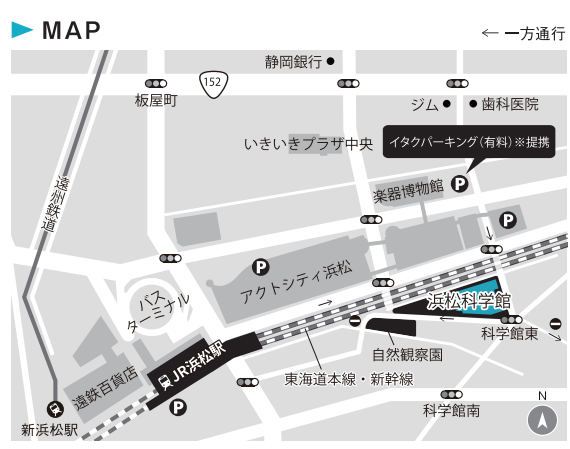 MAP
← 一方通行
静岡銀行
152
板屋町
ジム
歯科医院
いきいきプラザ中央
イタクパーキング(有料)※提携
P
楽器博物館
遠州鉄道
P
P
アクトシティ浜松
バス
ターミナル
浜松科学館
科学館東
自然観察園
JR浜松駅
東海道本線・新幹線
遠鉄百貨店
P
科学館南
N
新浜松駅